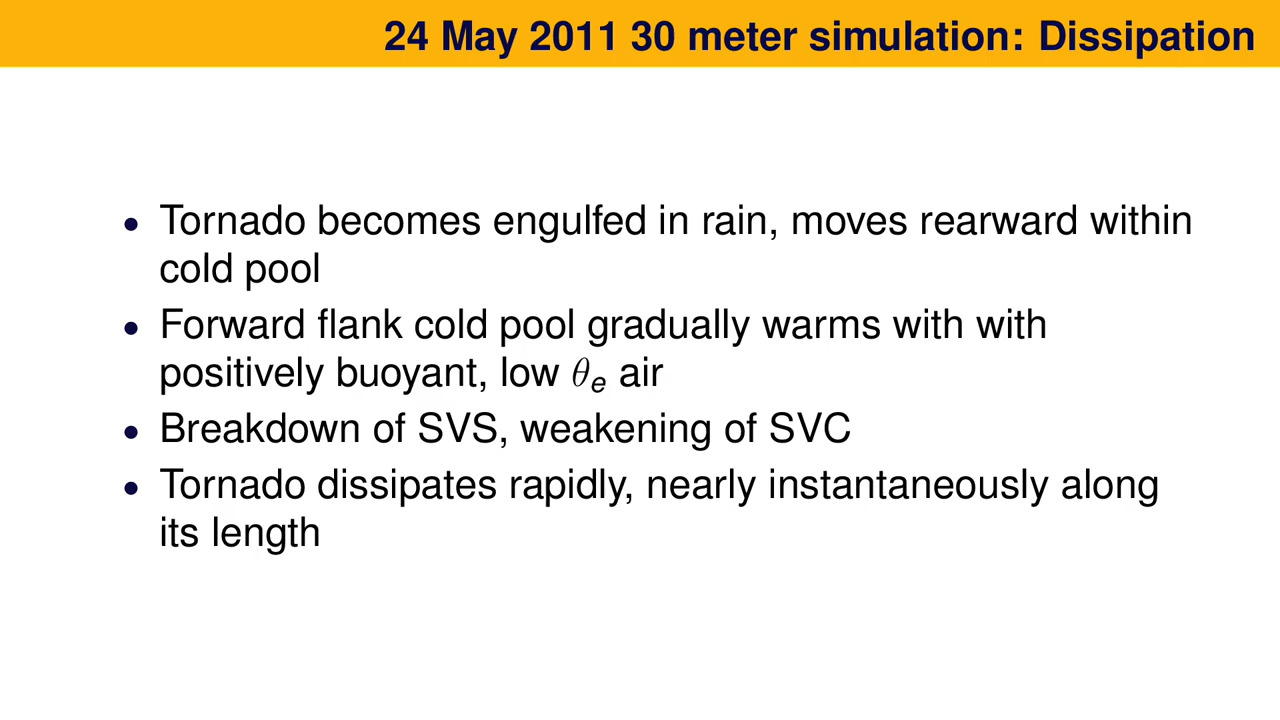 24 May 2011 30 meter simulation: Dissipation
• Tornado becomes engulfed in rain, moves rearward within
cold pool
• Forward flank cold pool gradually warms with with
positively buoyant, low θe air
• Breakdown of SVS, weakening of SVC
• Tornado dissipates rapidly, nearly instantaneously along
its length